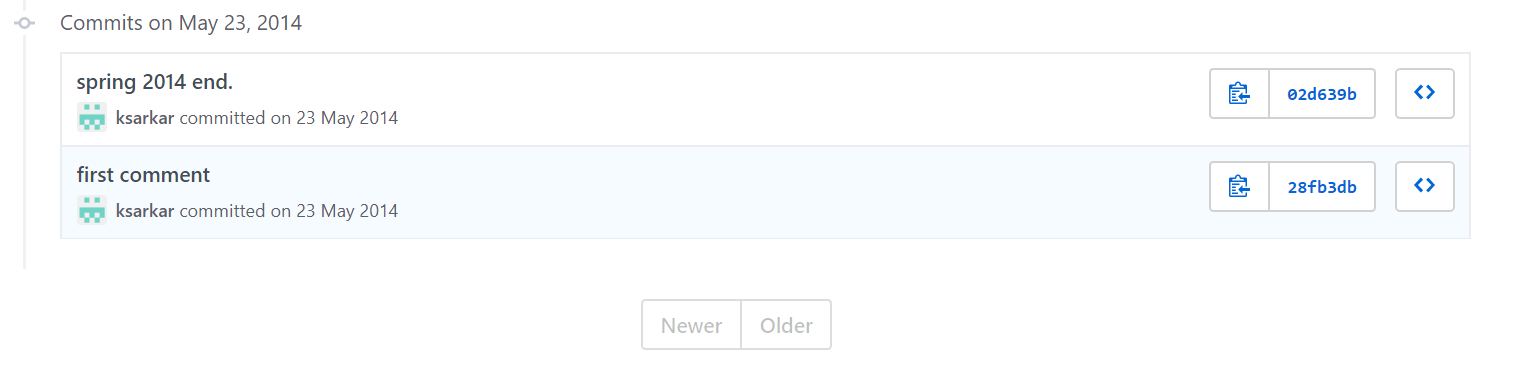 Commits on May 23, 2014
spring 2014 end.
02d639b
ksarkar committed on 23 May 2014
first comment
28fb3db
ksarkar committed on 23 May 2014
Newer Older